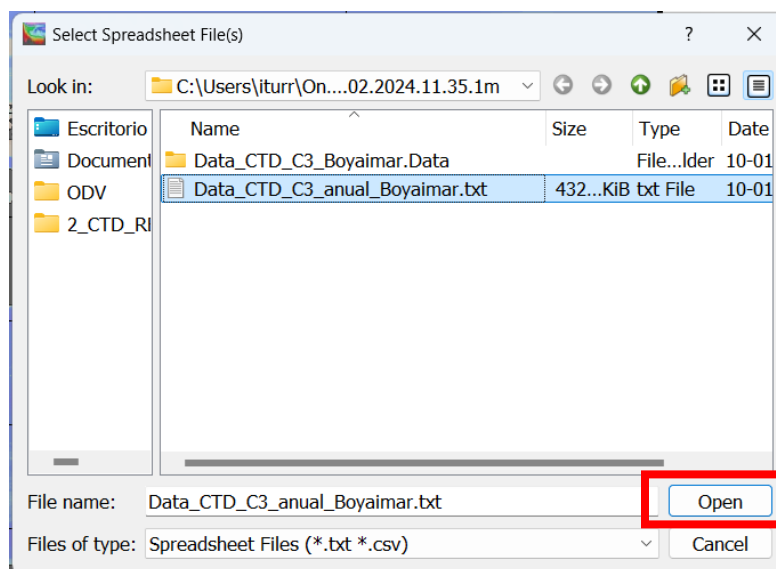 Select Spreadsheet File(s) ?
Look in: C:\Users\iturr\On....02.2024.11.35.1m
Escritorio
Document
ODV
2_CTD_RI
Name Size Type Date
Data_CTD_C3_Boyaimar.Data File...lder 10-01
Data_CTD_C3_anual_Boyaimar.txt 432...KiB txt File 10-01
File name: Data_CTD_C3_anual_Boyaimar.txt Open
Files of type: Spreadsheet Files (*.txt *.csv) Cancel